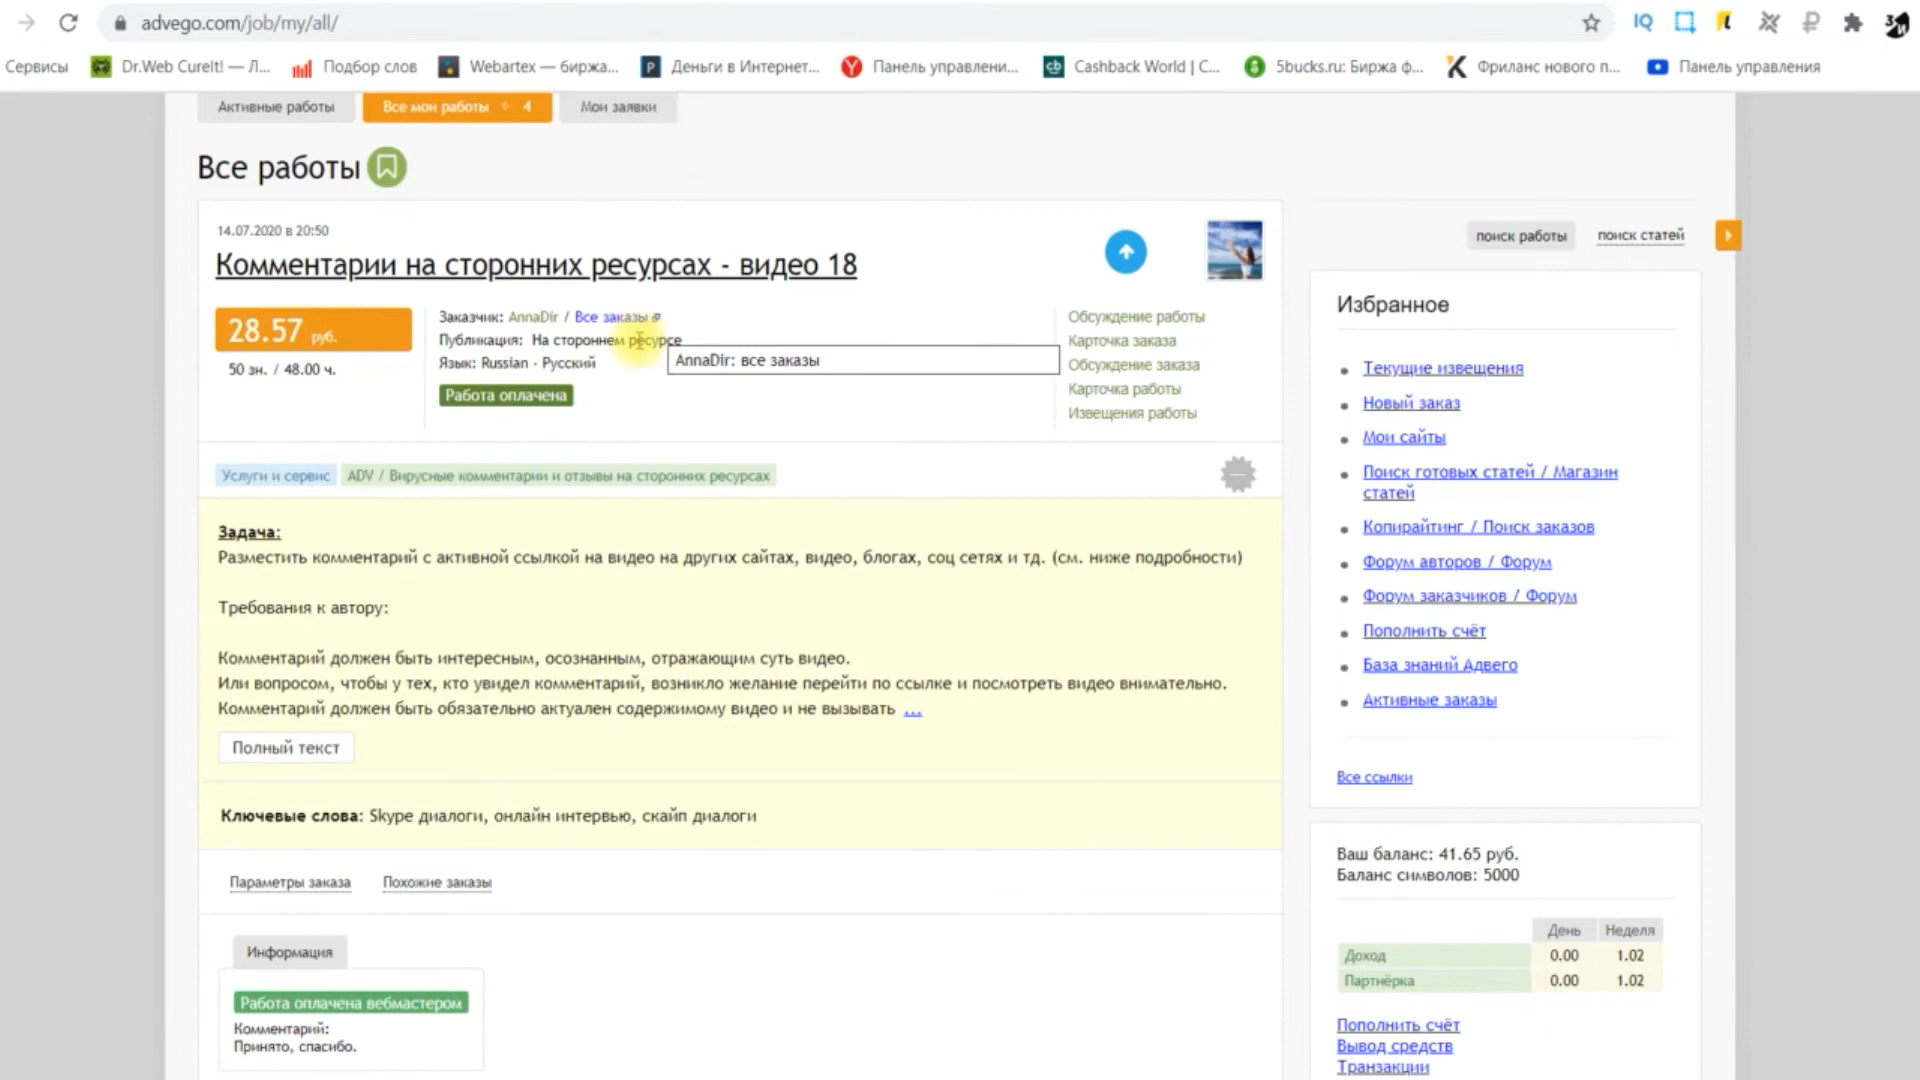 advego.com/job/my/all/
IQ
Сервисы
Dr.Web CureIt! — Л...
Подбор слов
Webartex — биржа...
Деньги в Интернет...
Панель управлени...
Cashback World | C...
5bucks.ru: Биржа ф...
Фриланс нового п...
Панель управления
Активные работы
Все мои работы 4
Мои заявки
Все работы
14.07.2020 в 20:50
Комментарии на сторонних ресурсах - видео 18
28.57 руб.
50 зн. / 48.00 ч.
Заказчик: AnnaDir / Все заказы
Публикация: На стороннем ресурсе
Язык: Russian - Русский
AnnaDir: все заказы
Работа оплачена
Обсуждение работы
Карточка заказа
Обсуждение заказа
Карточка работы
Извещения работы
Услуги и сервис
ADV / Вирусные комментарии и отзывы на сторонних ресурсах
Задача:
Разместить комментарий с активной ссылкой на видео на других сайтах, видео, блогах, соц сетях и тд. (см. ниже подробности)
Требования к автору:
Комментарий должен быть интересным, осознанным, отражающим суть видео.
Или вопросом, чтобы у тех, кто увидел комментарий, возникло желание перейти по ссылке и посмотреть видео внимательно.
Комментарий должен быть обязательно актуален содержимому видео и не вызывать ...
Полный текст
Ключевые слова: Skype диалоги, онлайн интервью, скайп диалоги
Параметры заказа
Похожие заказы
Информация
Работа оплачена вебмастером
Комментарий:
Принято, спасибо.
поиск работы
поиск статей
Избранное
Текущие извещения
Новый заказ
Мои сайты
Поиск готовых статей / Магазин
статей
Копирайтинг / Поиск заказов
Форум авторов / Форум
Форум заказчиков / Форум
Пополнить счёт
База знаний Адвего
Активные заказы
Все ссылки
Ваш баланс: 41.65 руб.
Баланс символов: 5000
День Неделя
Доход 0.00 1.02
Партнёрка 0.00 1.02
Пополнить счёт
Вывод средств
Транзакции